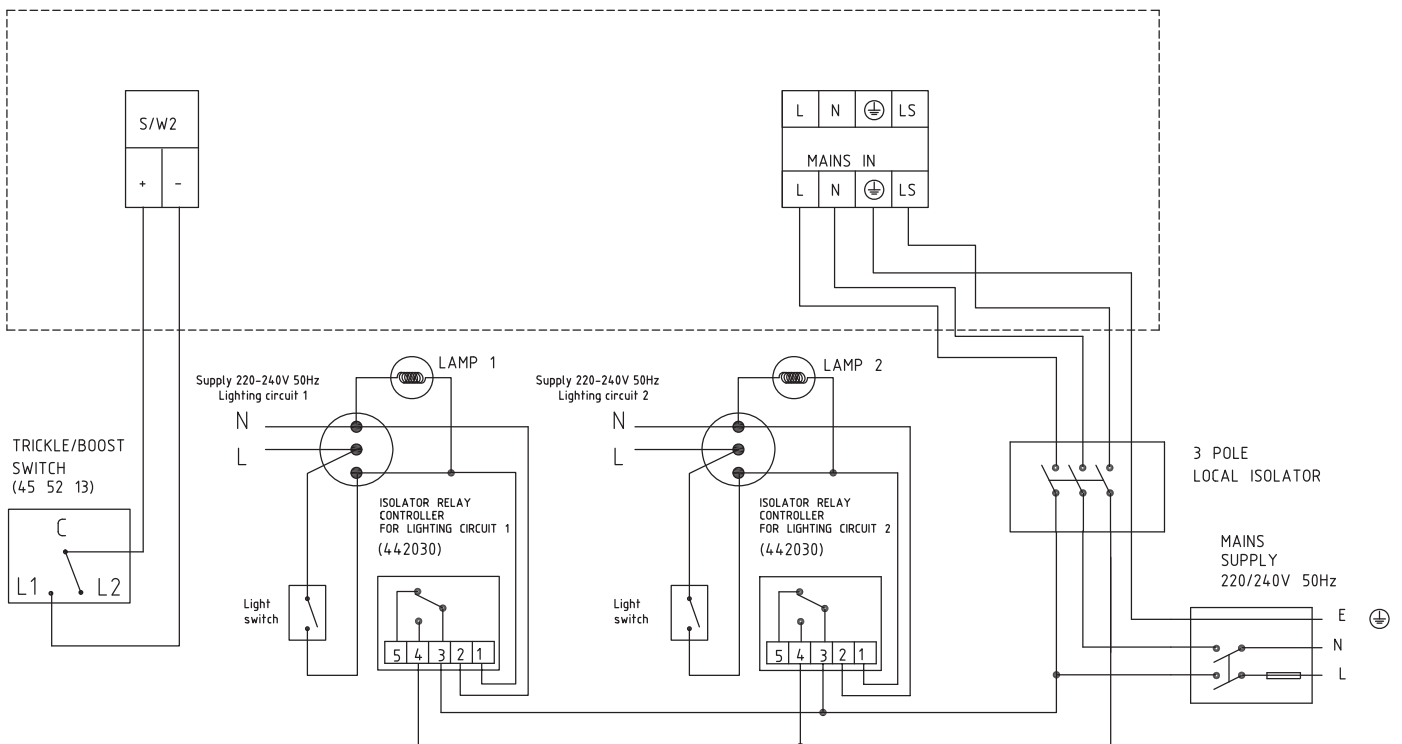 S/W2
+ -
L N LS
MAINS IN
L N LS
LAMP 1
Supply 220-240V 50Hz
Lighting circuit 1
N
L
LAMP 2
Supply 220-240V 50Hz
Lighting circuit 2
N
L
TRICKLE/BOOST
SWITCH
(45 52 13)
C
L1 L2
ISOLATOR RELAY
CONTROLLER
FOR LIGHTING CIRCUIT 1
(442030)
Light
switch
5 4 3 2 1
ISOLATOR RELAY
CONTROLLER
FOR LIGHTING CIRCUIT 2
(442030)
Light
switch
5 4 3 2 1
3 POLE
LOCAL ISOLATOR
MAINS
SUPPLY
220/240V 50Hz
E
N
L